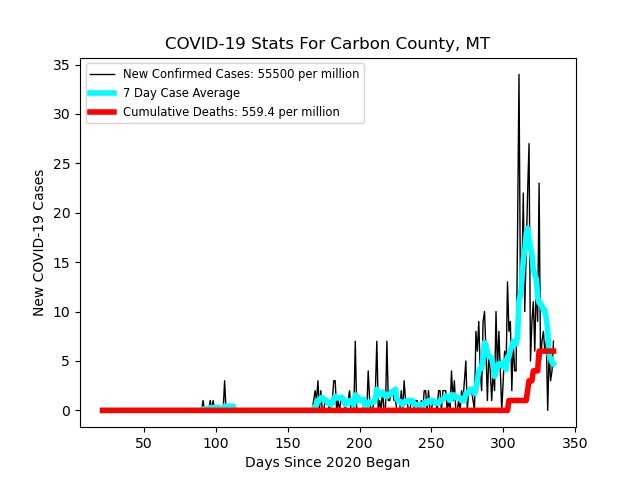 COVID-19 Stats For Carbon County, MT
New Confirmed Cases: 55500 per million
7 Day Case Average
Cumulative Deaths: 559.4 per million
New COVID-19 Cases
35
30
25
20
15
10
5
0
50 100 150 200 250 300 350
Days Since 2020 Began